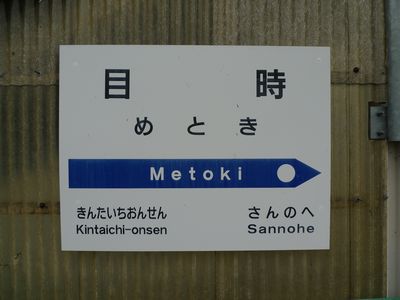 目 時
めとき
Metoki
きんたいちおんせん さんのへ
Kintaichi-onsen Sannohe